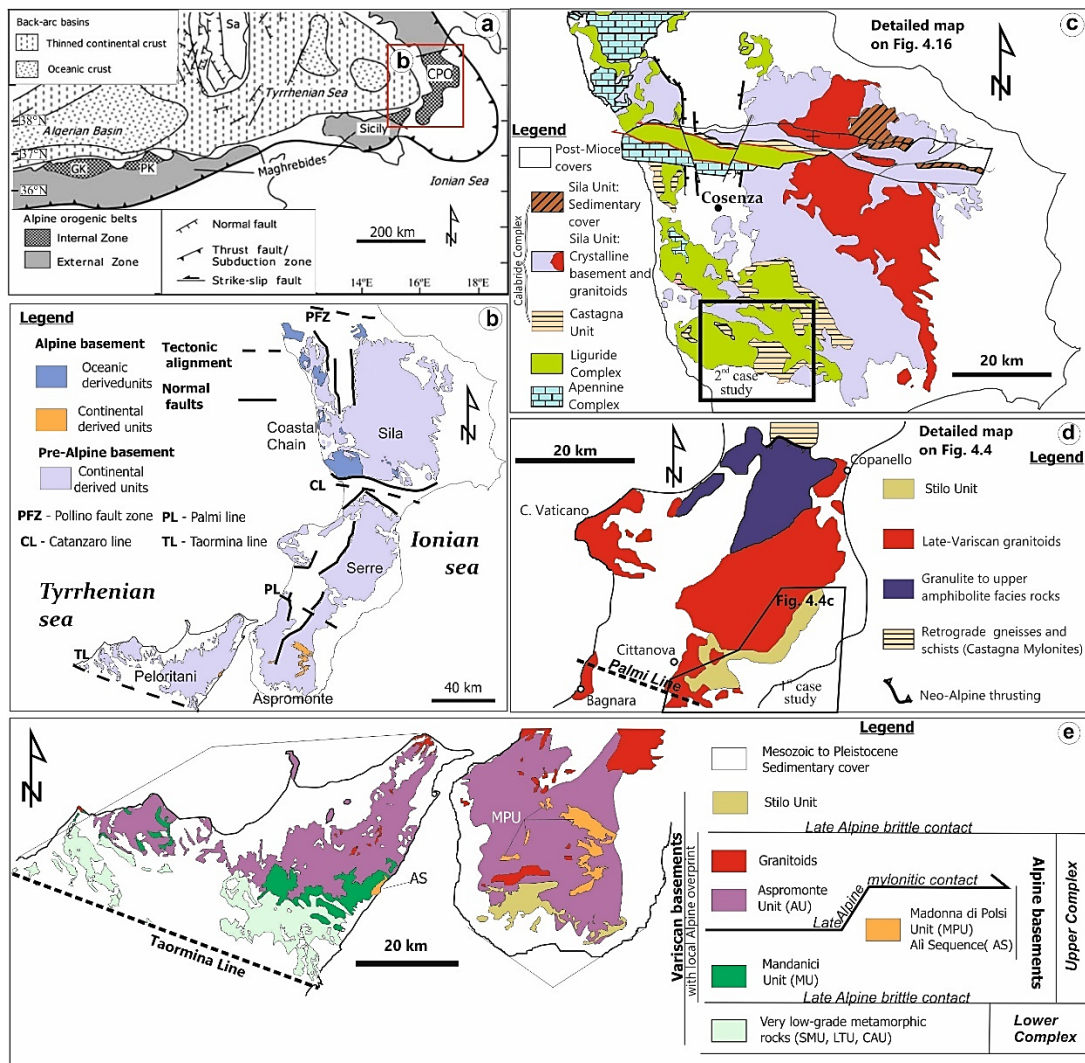 a
Back-arc basins
Thinned continental crust
Oceanic crust
Sa
b
CPO
Tyrrhenian Sea
Algerian Basin
38°N
37°N
36°N
Sicily
GK
PK
Maghrebides
Ionian Sea
Alpine orogenic belts
Internal Zone
External Zone
Normal fault
Thrust fault/
Subduction zone
Strike-slip fault
200 km
N
12°E
14°E
16°E
18°E
b
Legend
Alpine basement
Oceanic
derivedunits
Continental
derived units
Pre-Alpine basement
Continental
derived units
Tectonic
alignment
Normal
faults
PFZ - Pollino fault zone
PL - Palmi line
CL - Catanzaro line
TL - Taormina line
PFZ
Coastal
Chain
Sila
N
CL
Serre
Ionian
sea
Tyrrhenian
sea
PL
TL
Peloritani
Aspromonte
40 km
c
Detailed map
on Fig. 4.16
N
Legend
Post-Mioce
covers
Sila Unit:
Sedimentary
cover
Sila Unit:
Crystalline
basement and
granitoids
Calabride Complex
Castagna
Unit
Liguride
Complex
Apennine
Complex
Cosenza
2nd case
study
20 km
d
Detailed map
on Fig. 4.4
20 km
N
Legend
Copanello
C. Vaticano
Stilo Unit
Late-Variscan granitoids
Granulite to upper
amphibolite facies
rocks
Retrograde gneisses and
schists (Castagna Mylonites)
Neo-Alpine thrusting
Fig. 4.4c
Cittanova
Palmi Line
Bagnara
1st case
study
e
N
MPU
AS
Taormina Line
20 km
Legend
Mesozoic to Pleistocene
Sedimentary cover
Stilo Unit
Late Alpine brittle contact
Granitoids
Aspromonte
Unit (AU)
Late Alpine
mylonitic contact
Madonna di Polsi
Unit (MPU)
Alì Sequence( AS)
Mandanici
Unit (MU)
Late Alpine brittle contact
Very low-grade metamorphic
rocks (SMU, LTU, CAU)
Variscan basements
with local Alpine overprint
Alpine basements
Upper Complex
Lower
Complex